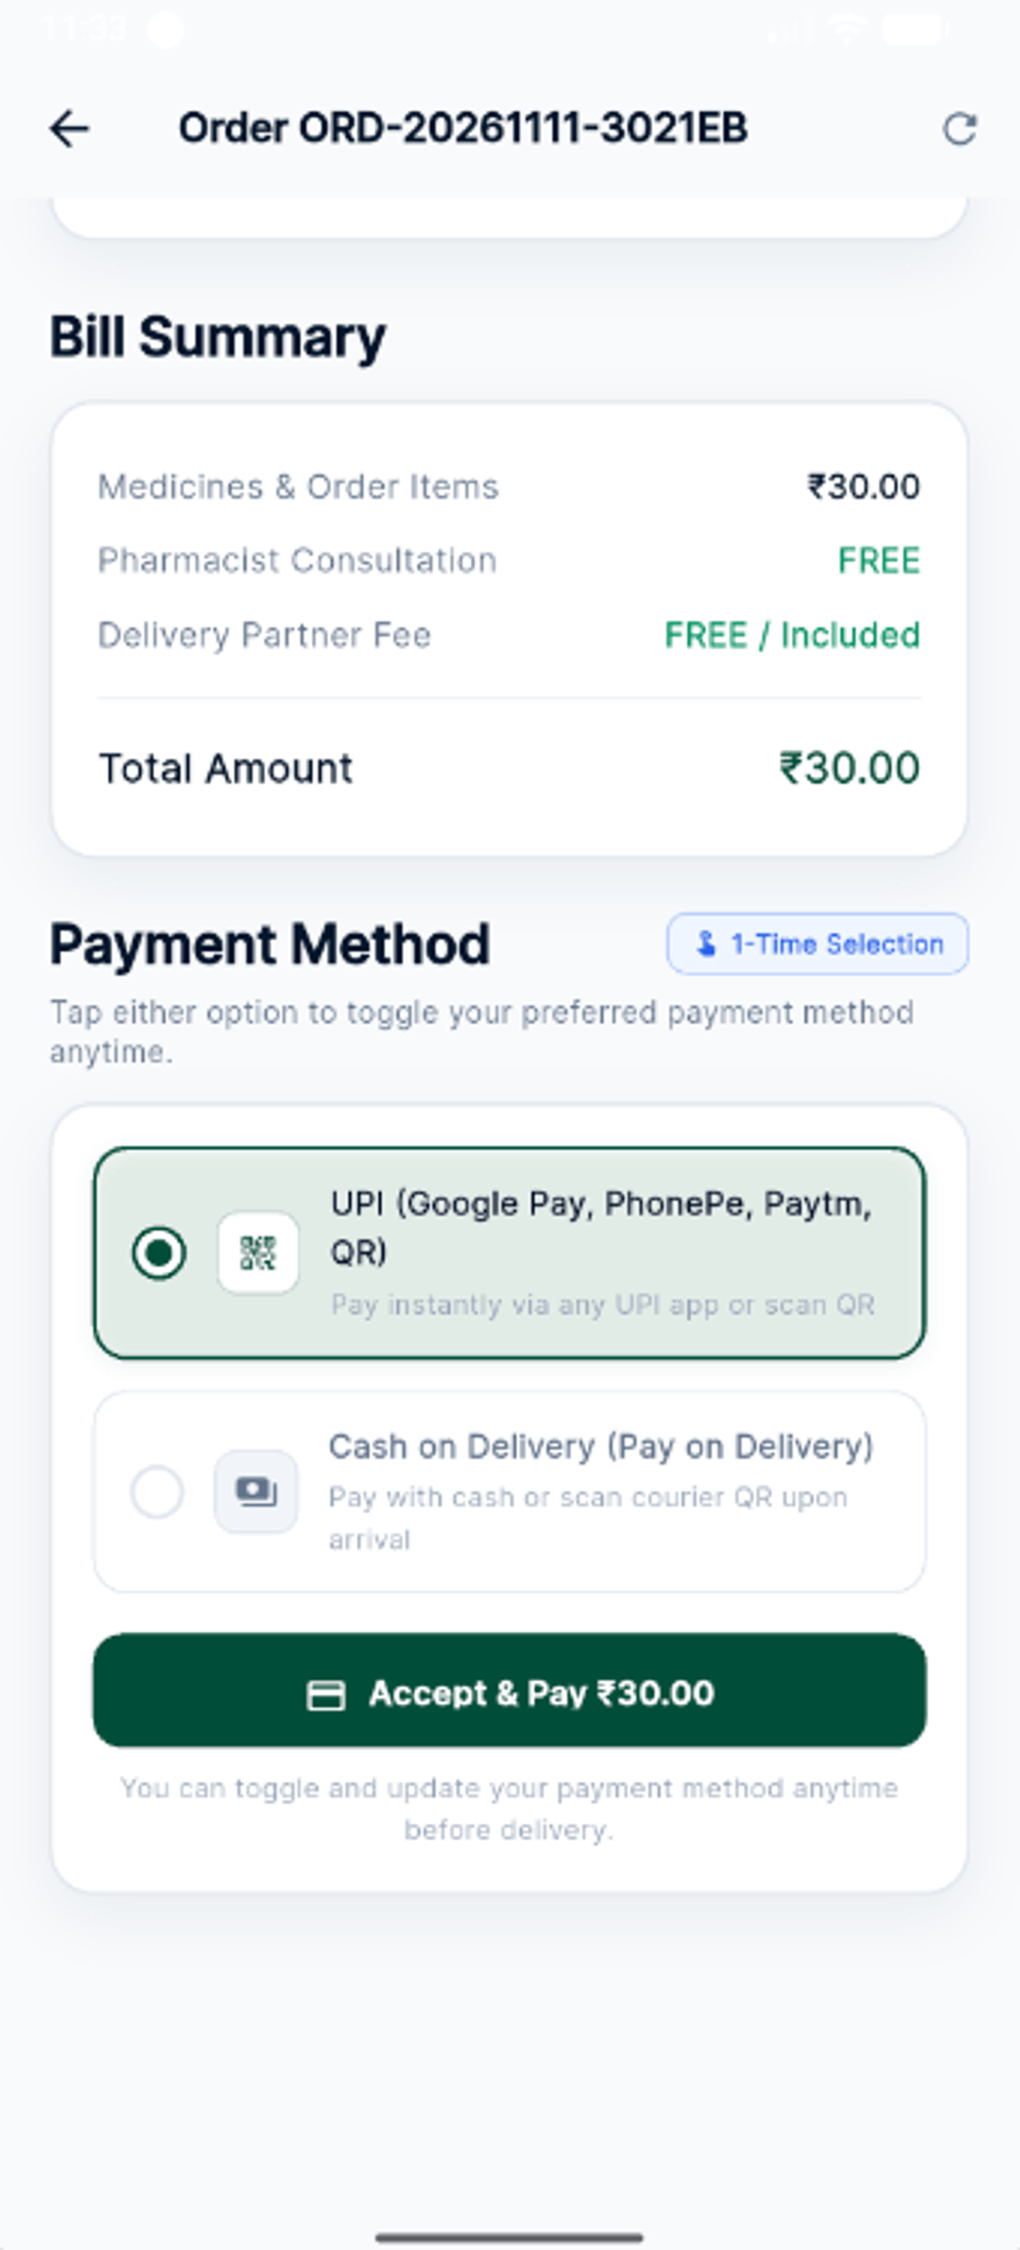 11:33
Order ORD-20261111-3021EB
Bill Summary
Medicines & Order Items ₹30.00
Pharmacist Consultation FREE
Delivery Partner Fee FREE / Included
Total Amount ₹30.00
Payment Method 1-Time Selection
Tap either option to toggle your preferred payment method
anytime.
UPI (Google Pay, PhonePe, Paytm,
QR)
Pay instantly via any UPI app or scan QR
Cash on Delivery (Pay on Delivery)
Pay with cash or scan courier QR upon
arrival
Accept & Pay ₹30.00
You can toggle and update your payment method anytime
before delivery.